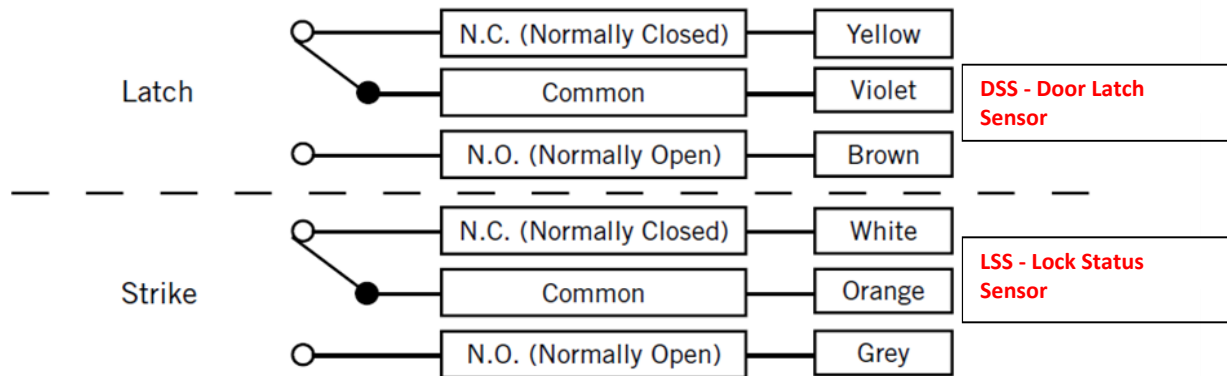 N.C. (Normally Closed) Yellow
Latch Common Violet DSS - Door Latch
Sensor
N.O. (Normally Open) Brown
N.C. (Normally Closed) White
Strike Common Orange LSS - Lock Status
Sensor
N.O. (Normally Open) Grey